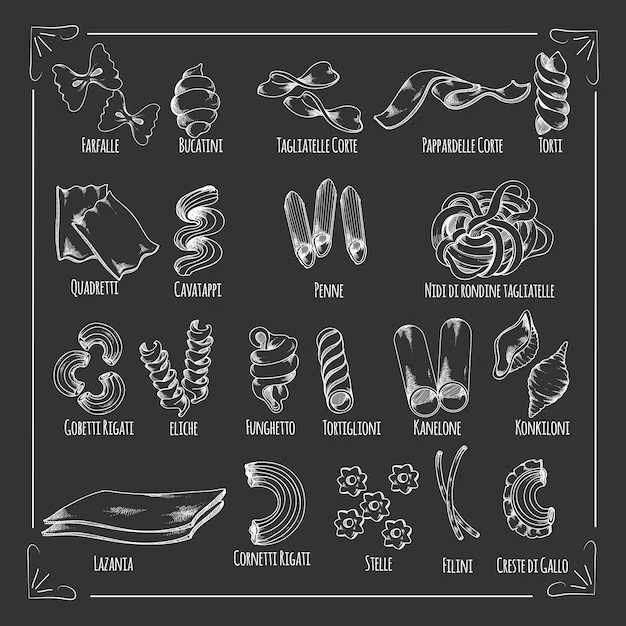 Farfalle
Bucatini
Tagliatelle Corte
Pappardelle Corte
Torti
Quadretti
Cavatappi
Penne
Nidi di rondine tagliatelle
Gobetti Rigati
eliche
Funghetto
Tortiglioni
Kanelone
Konkiloni
Lazania
Cornetti Rigati
Stelle
Filini
Creste di Gallo